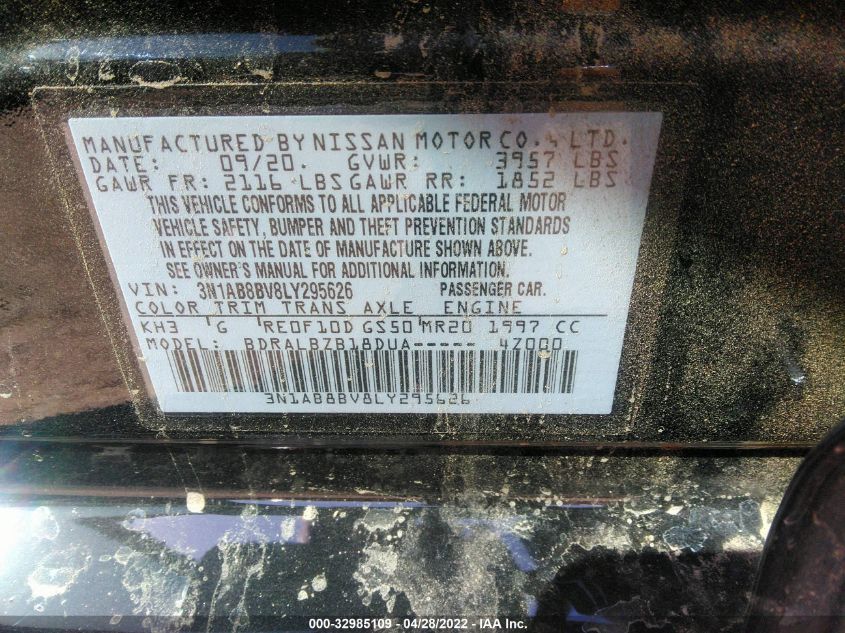 MANUFACTURED BY NISSAN MOTOR CO., LTD.
DATE: 09/20. GVWR: 3957 LBS
GAWR FR: 2116 LBS GAWR RR: 1852 LBS
THIS VEHICLE CONFORMS TO ALL APPLICABLE FEDERAL MOTOR
VEHICLE SAFETY, BUMPER AND THEFT PREVENTION STANDARDS
IN EFFECT ON THE DATE OF MANUFACTURE SHOWN ABOVE.
SEE OWNER'S MANUAL FOR ADDITIONAL INFORMATION.
VIN: 3N1AB8BV8LY295626 PASSENGER CAR.
COLOR TRIM TRANS AXLE ENGINE
KH3 G RE0F10D GS50 MR20 1997 CC
MODEL: BDRALBZB18DUA----- 4Z000
3N1AB8BV8LY295626
000-32985109 - 04/28/2022 - IAA Inc.